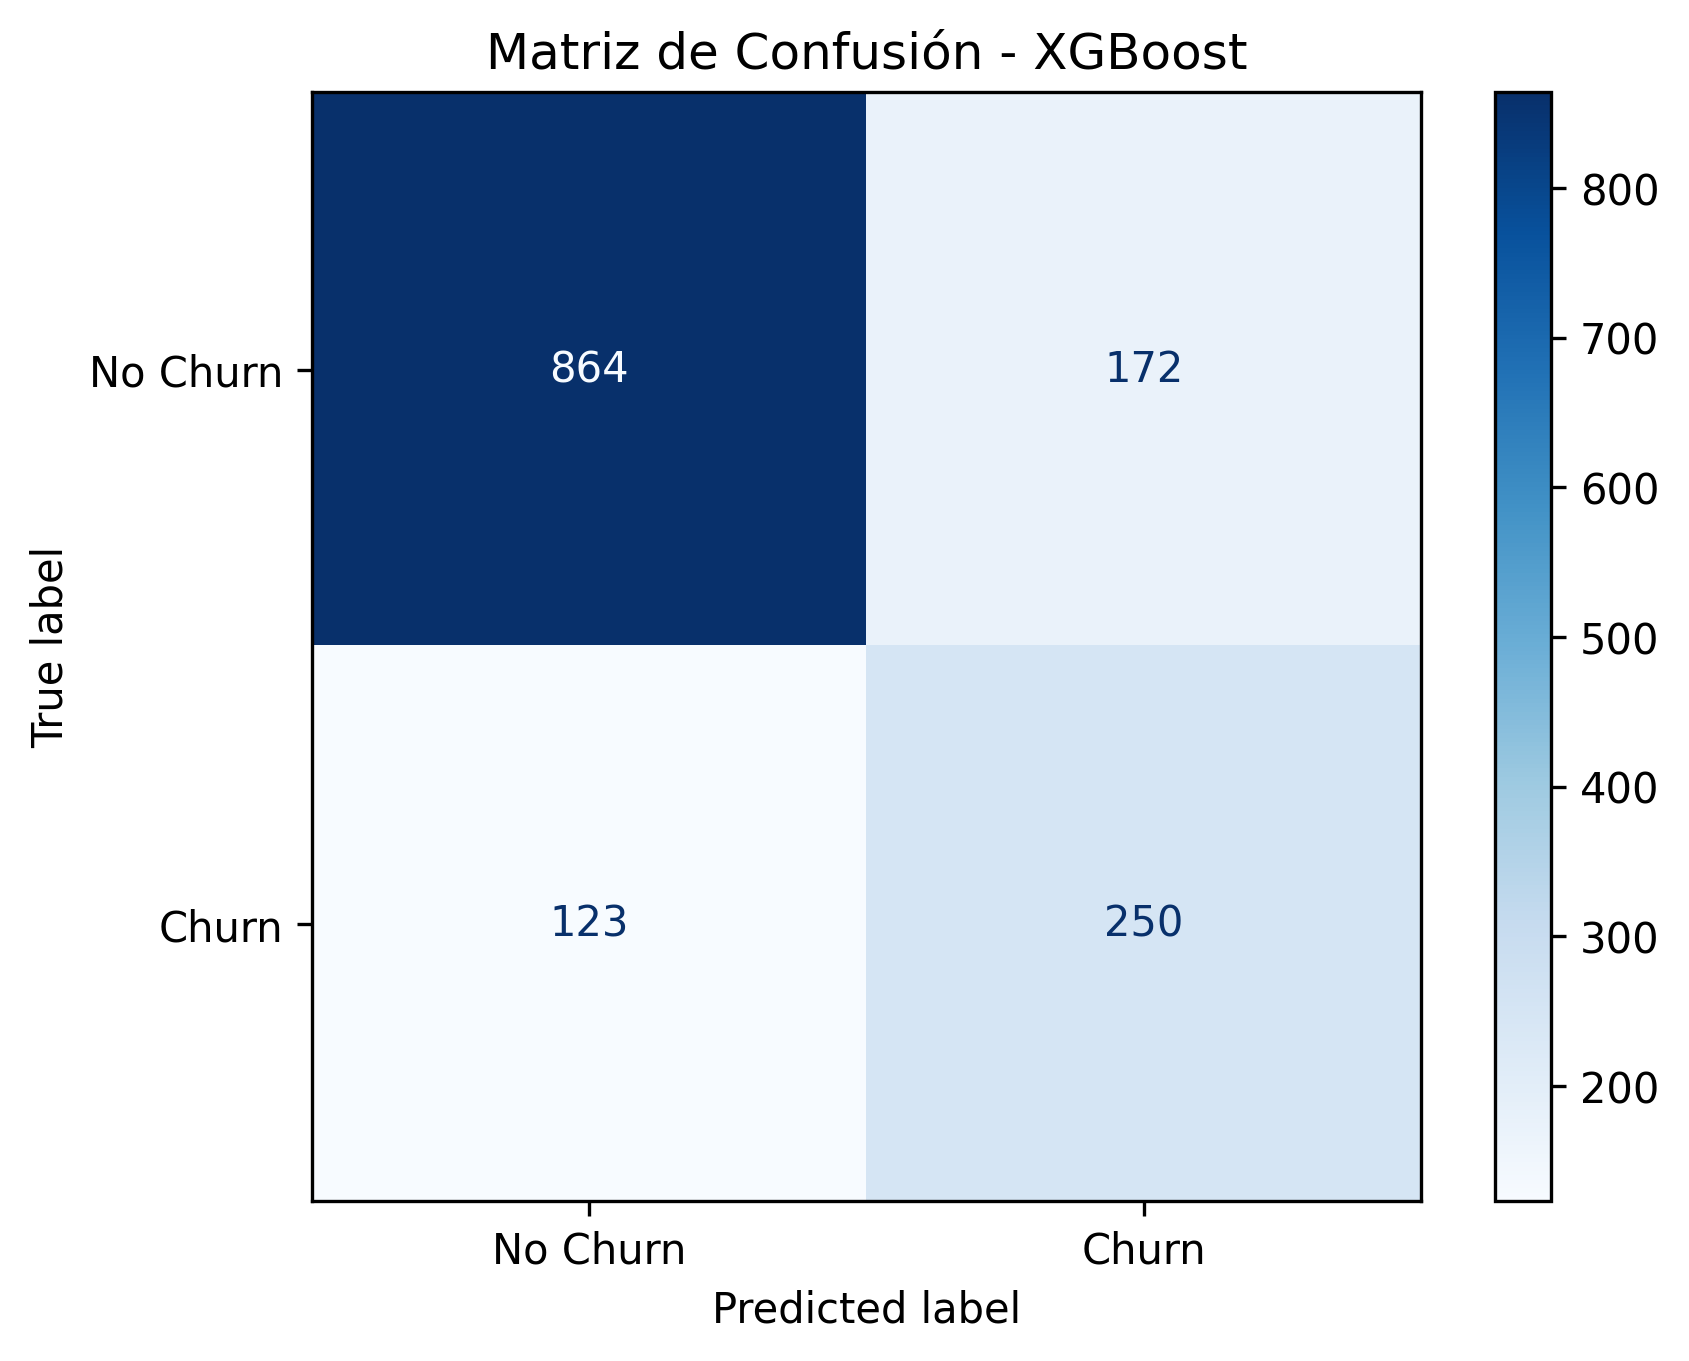 Matriz de Confusión - XGBoost
True label
No Churn
Churn
864
172
123
250
No Churn
Churn
Predicted label
800
700
600
500
400
300
200